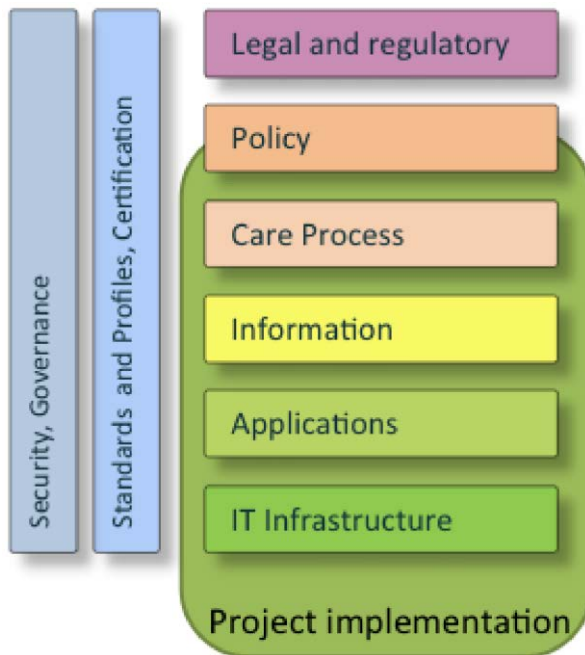 Legal and regulatory
Policy
Care Process
Information
Applications
IT Infrastructure
Project implementation
Security, Governance
Standards and Profiles, Certification